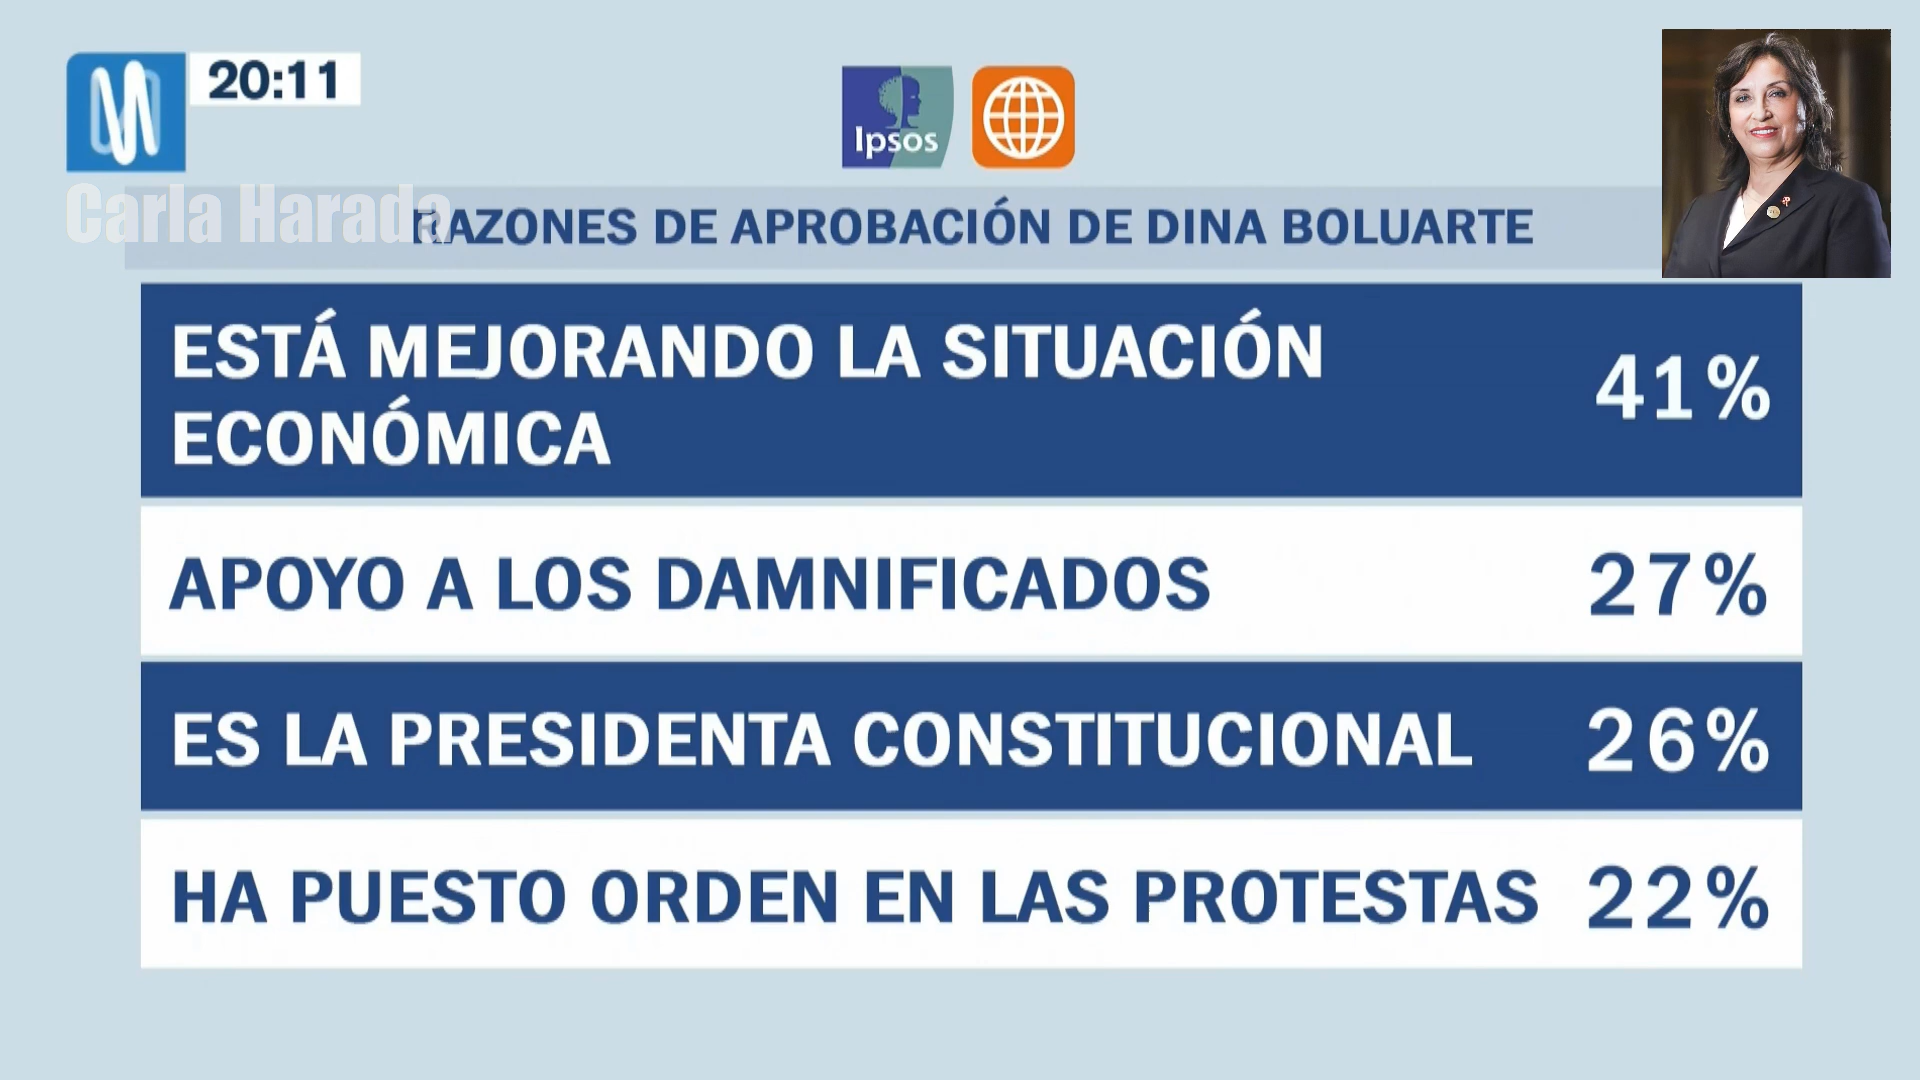 20:11
Ipsos
Carla Harada
RAZONES DE APROBACIÓN DE DINA BOLUARTE
ESTÁ MEJORANDO LA SITUACIÓN
ECONÓMICA
41%
APOYO A LOS DAMNIFICADOS 27%
ES LA PRESIDENTA CONSTITUCIONAL 26%
HA PUESTO ORDEN EN LAS PROTESTAS 22%